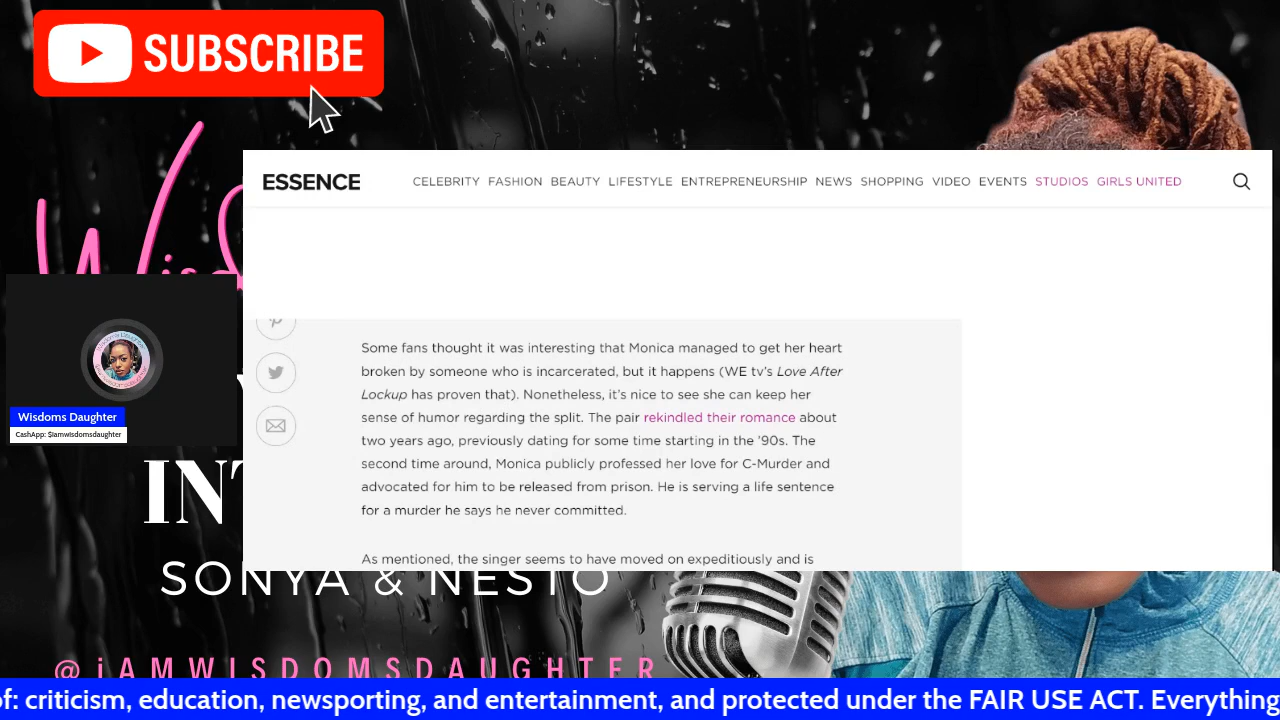 SUBSCRIBE
Wisd
ESSENCE
CELEBRITY FASHION BEAUTY LIFESTYLE ENTREPRENEURSHIP NEWS SHOPPING VIDEO EVENTS STUDIOS GIRLS UNITED
Some fans thought it was interesting that Monica managed to get her heart
broken by someone who is incarcerated, but it happens (WE tv’s Love After
Lockup has proven that). Nonetheless, it’s nice to see she can keep her
sense of humor regarding the split. The pair rekindled their romance about
two years ago, previously dating for some time starting in the ’90s. The
second time around, Monica publicly professed her love for C-Murder and
advocated for him to be released from prison. He is serving a life sentence
for a murder he says he never committed.
As mentioned, the singer seems to have moved on expeditiously and is
Wisdoms Daughter
CashApp: $iamwisdomsdaughter
INT
SONYA & NESTO
@iAMWISDOMSDAUGHTER
of: criticism, education, newsporting, and entertainment, and protected under the FAIR USE ACT. Everything